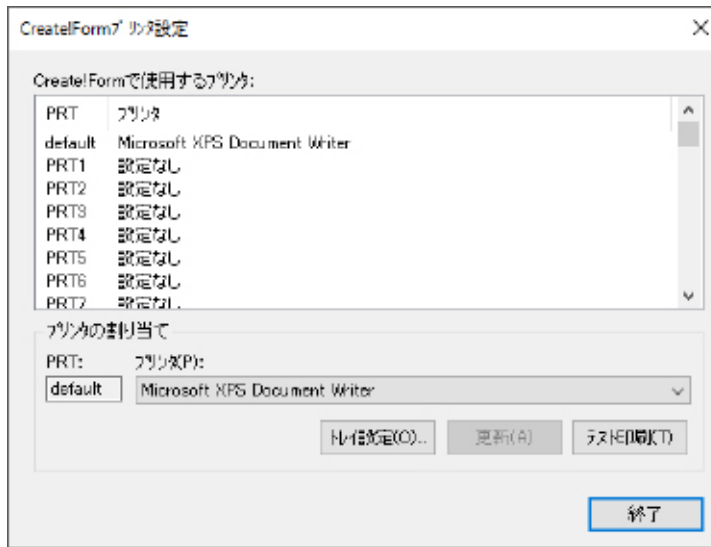 Create!Formプリンタ設定
Create!Formで使用するプリンタ:
PRT プリンタ
default Microsoft XPS Document Writer
PRT1 設定なし
PRT2 設定なし
PRT3 設定なし
PRT4 設定なし
PRT5 設定なし
PRT6 設定なし
PRT7 設定なし
プリンタの割り当て
PRT: プリンタ(P):
default Microsoft XPS Document Writer
トレイ設定(O)... 更新(A) テスト印刷(T)
終了